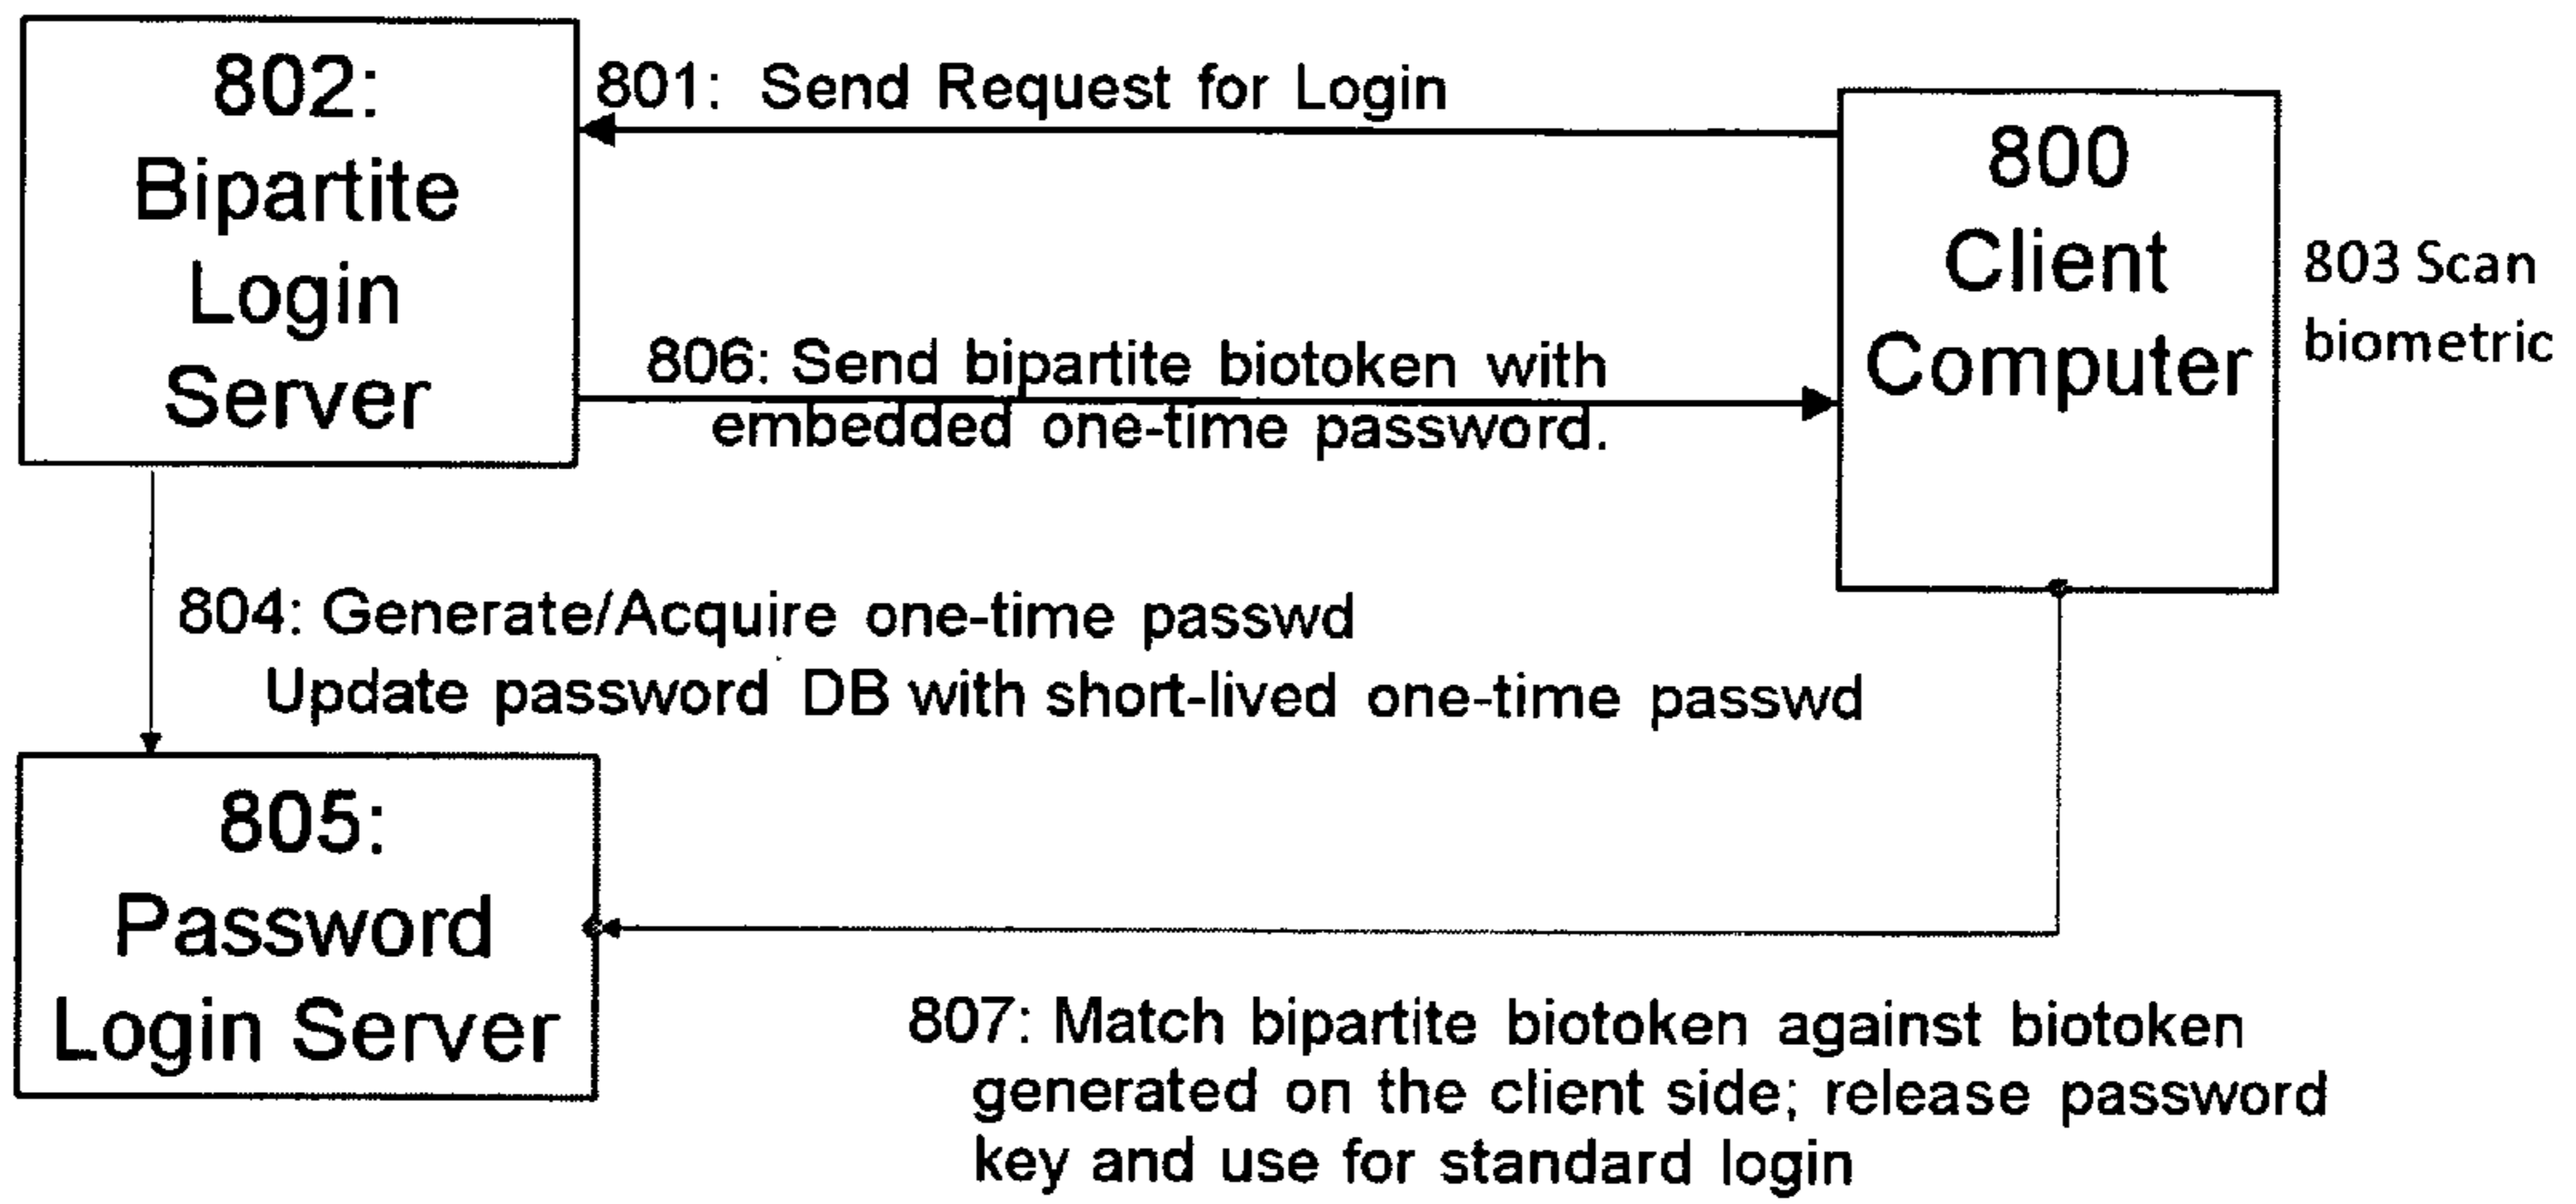 802:
Bipartite
Login
Server
801: Send Request for Login
800
Client
Computer
803 Scan
biometric
806: Send bipartite biotoken with
embedded one-time password.
804: Generate/Acquire one-time passwd
Update password DB with short-lived one-time passwd
805:
Password
Login Server
807: Match bipartite biotoken against biotoken
generated on the client side; release password
key and use for standard login